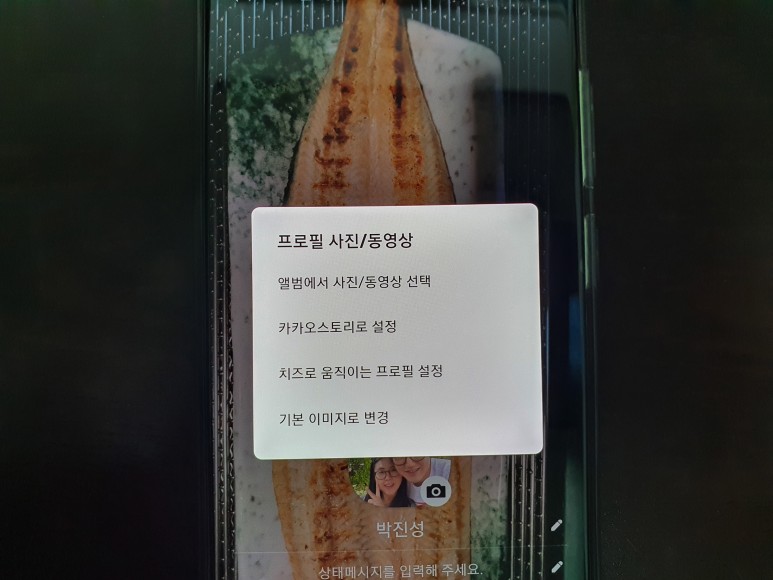 프로필 사진/동영상
앨범에서 사진/동영상 선택
카카오스토리로 설정
치즈로 움직이는 프로필 설정
기본 이미지로 변경
박진성
상태메시지를 입력해 주세요.